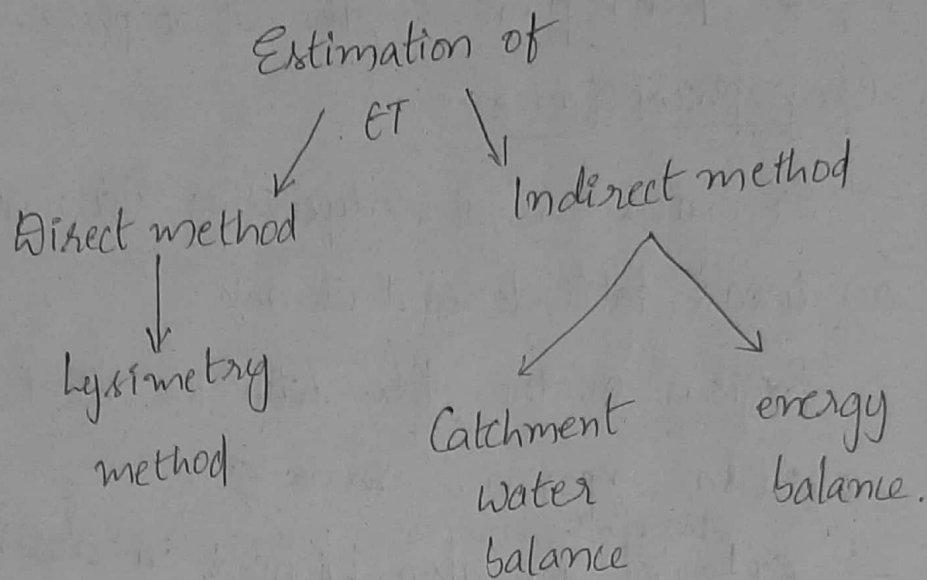 Estimation of
ET
Direct method
Indirect method
Lysimetry
method
Catchment
water
balance
energy
balance.